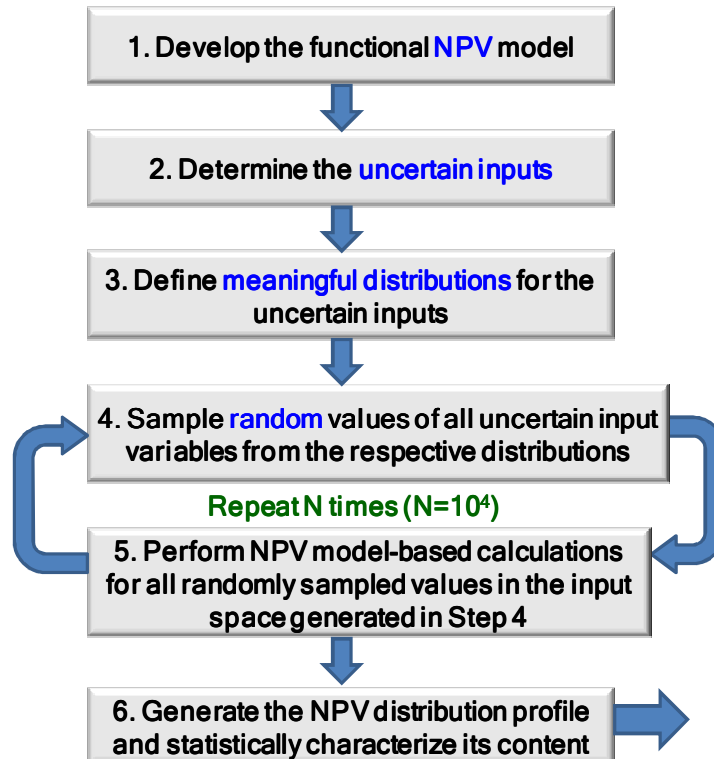 1. Develop the functional NPV model
2. Determine the uncertain inputs
3. Define meaningful distributions for the
uncertain inputs
4. Sample random values of all uncertain input
variables from the respective distributions
Repeat N times (N=10⁴)
5. Perform NPV model-based calculations
for all randomly sampled values in the input
space generated in Step 4
6. Generate the NPV distribution profile
and statistically characterize its content